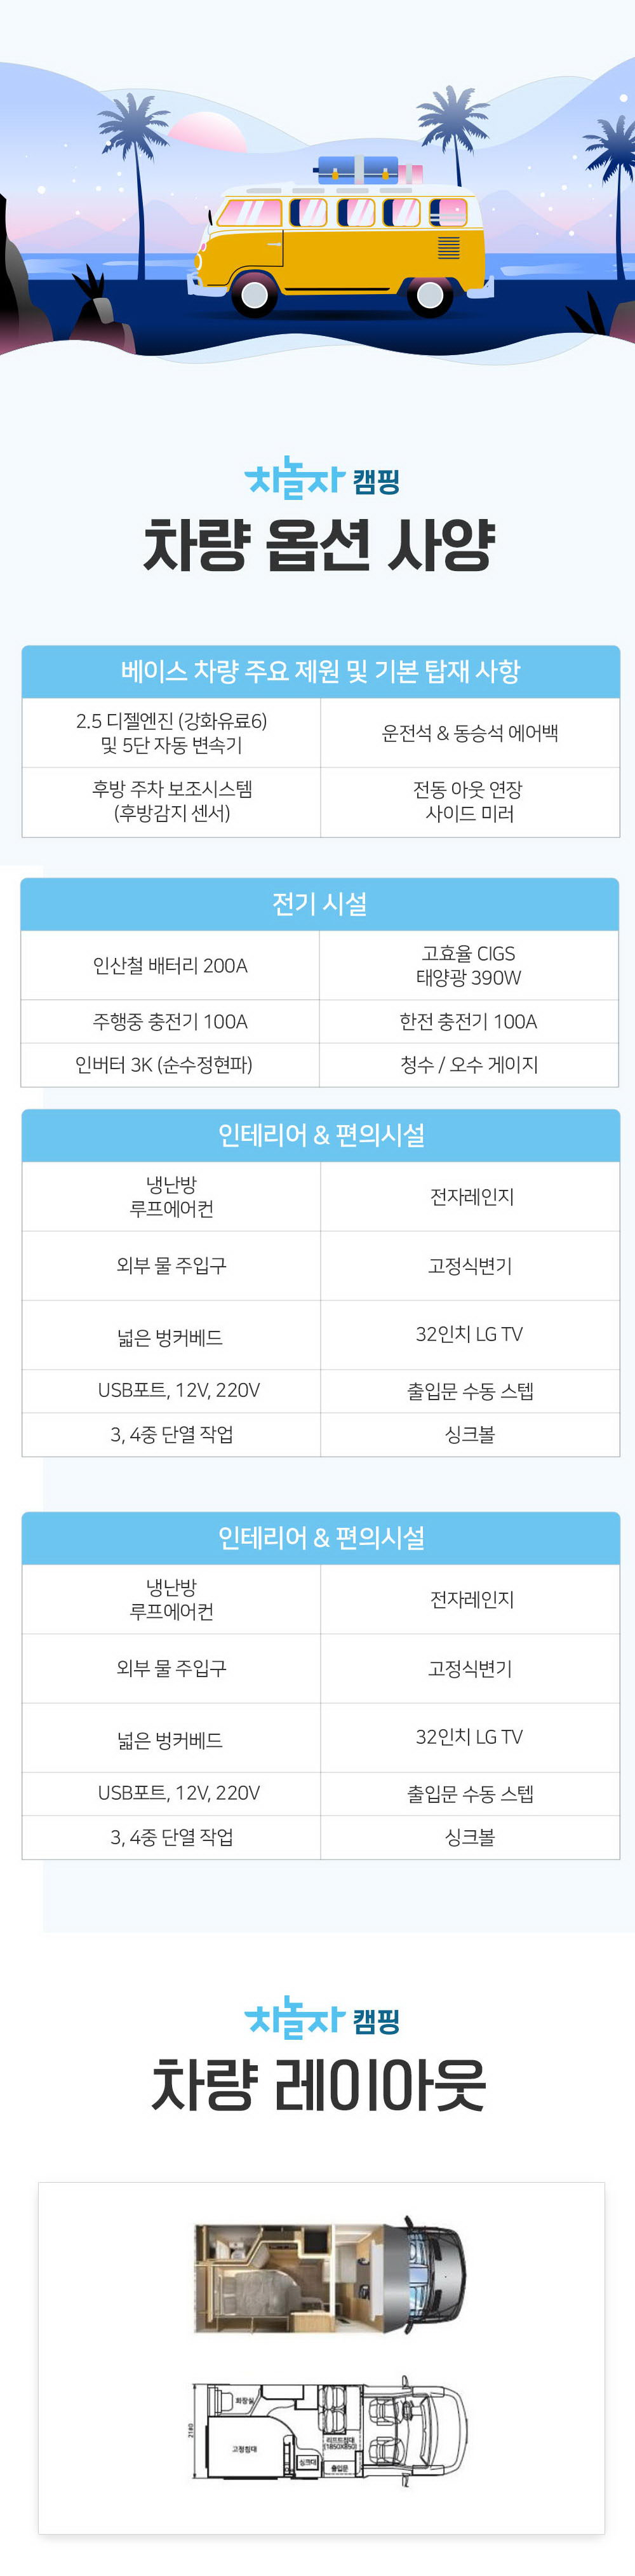 차놀자 캠핑
차량 옵션 사양
베이스 차량 주요 제원 및 기본 탑재 사항
2.5 디젤엔진 (강화유료6)
및 5단 자동 변속기
운전석 & 동승석 에어백
후방 주차 보조시스템
(후방감지 센서)
전동 아웃 연장
사이드 미러
전기 시설
인산철 배터리 200A
고효율 CIGS
태양광 390W
주행중 충전기 100A
한전 충전기 100A
인버터 3K (순수정현파)
청수 / 오수 게이지
인테리어 & 편의시설
냉난방
루프에어컨
전자레인지
외부 물 주입구
고정식변기
넓은 벙커베드
32인치 LG TV
USB포트, 12V, 220V
출입문 수동 스텝
3, 4중 단열 작업
싱크볼
인테리어 & 편의시설
냉난방
루프에어컨
전자레인지
외부 물 주입구
고정식변기
넓은 벙커베드
32인치 LG TV
USB포트, 12V, 220V
출입문 수동 스텝
3, 4중 단열 작업
싱크볼
차놀자 캠핑
차량 레이아웃
화장실
2180
고정침대
리프트침대
(1850X850)
싱크대
출입문